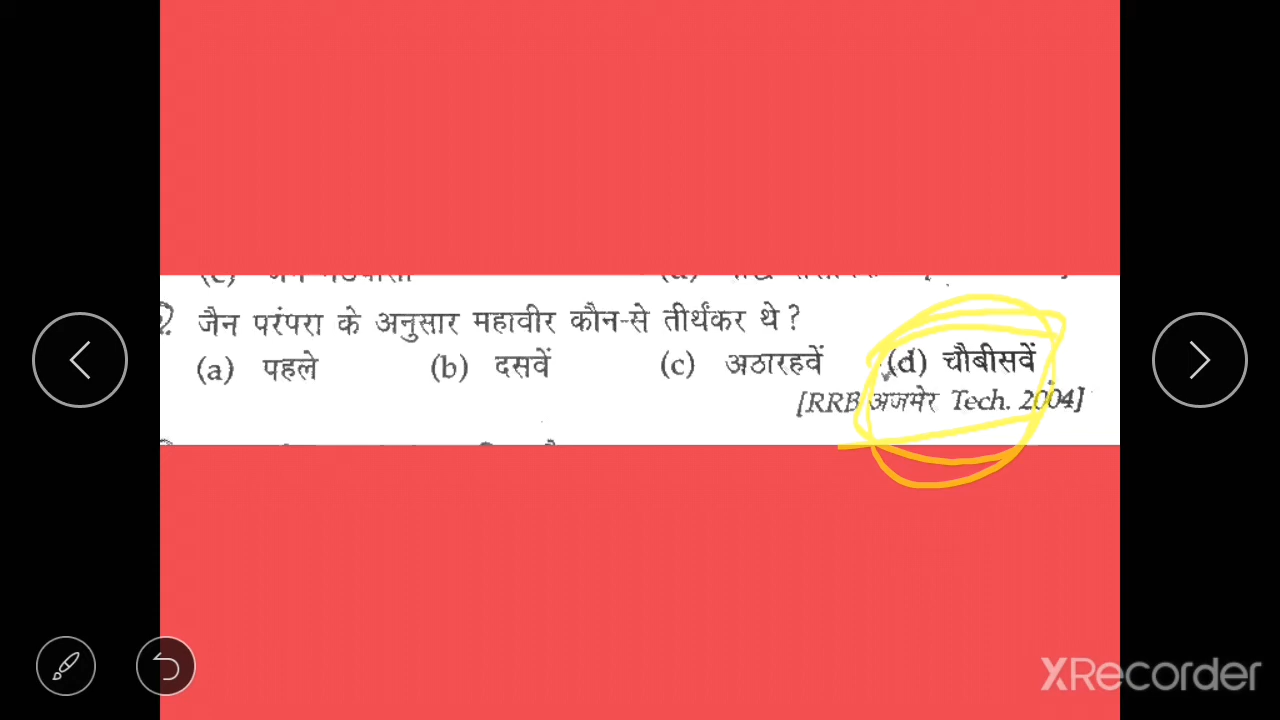 जैन परंपरा के अनुसार महावीर कौन-से तीर्थंकर थे ?
(a) पहले (b) दसवें (c) अठारहवें (d) चौबीसवें
[RRB अजमेर Tech. 2004]
XRecorder